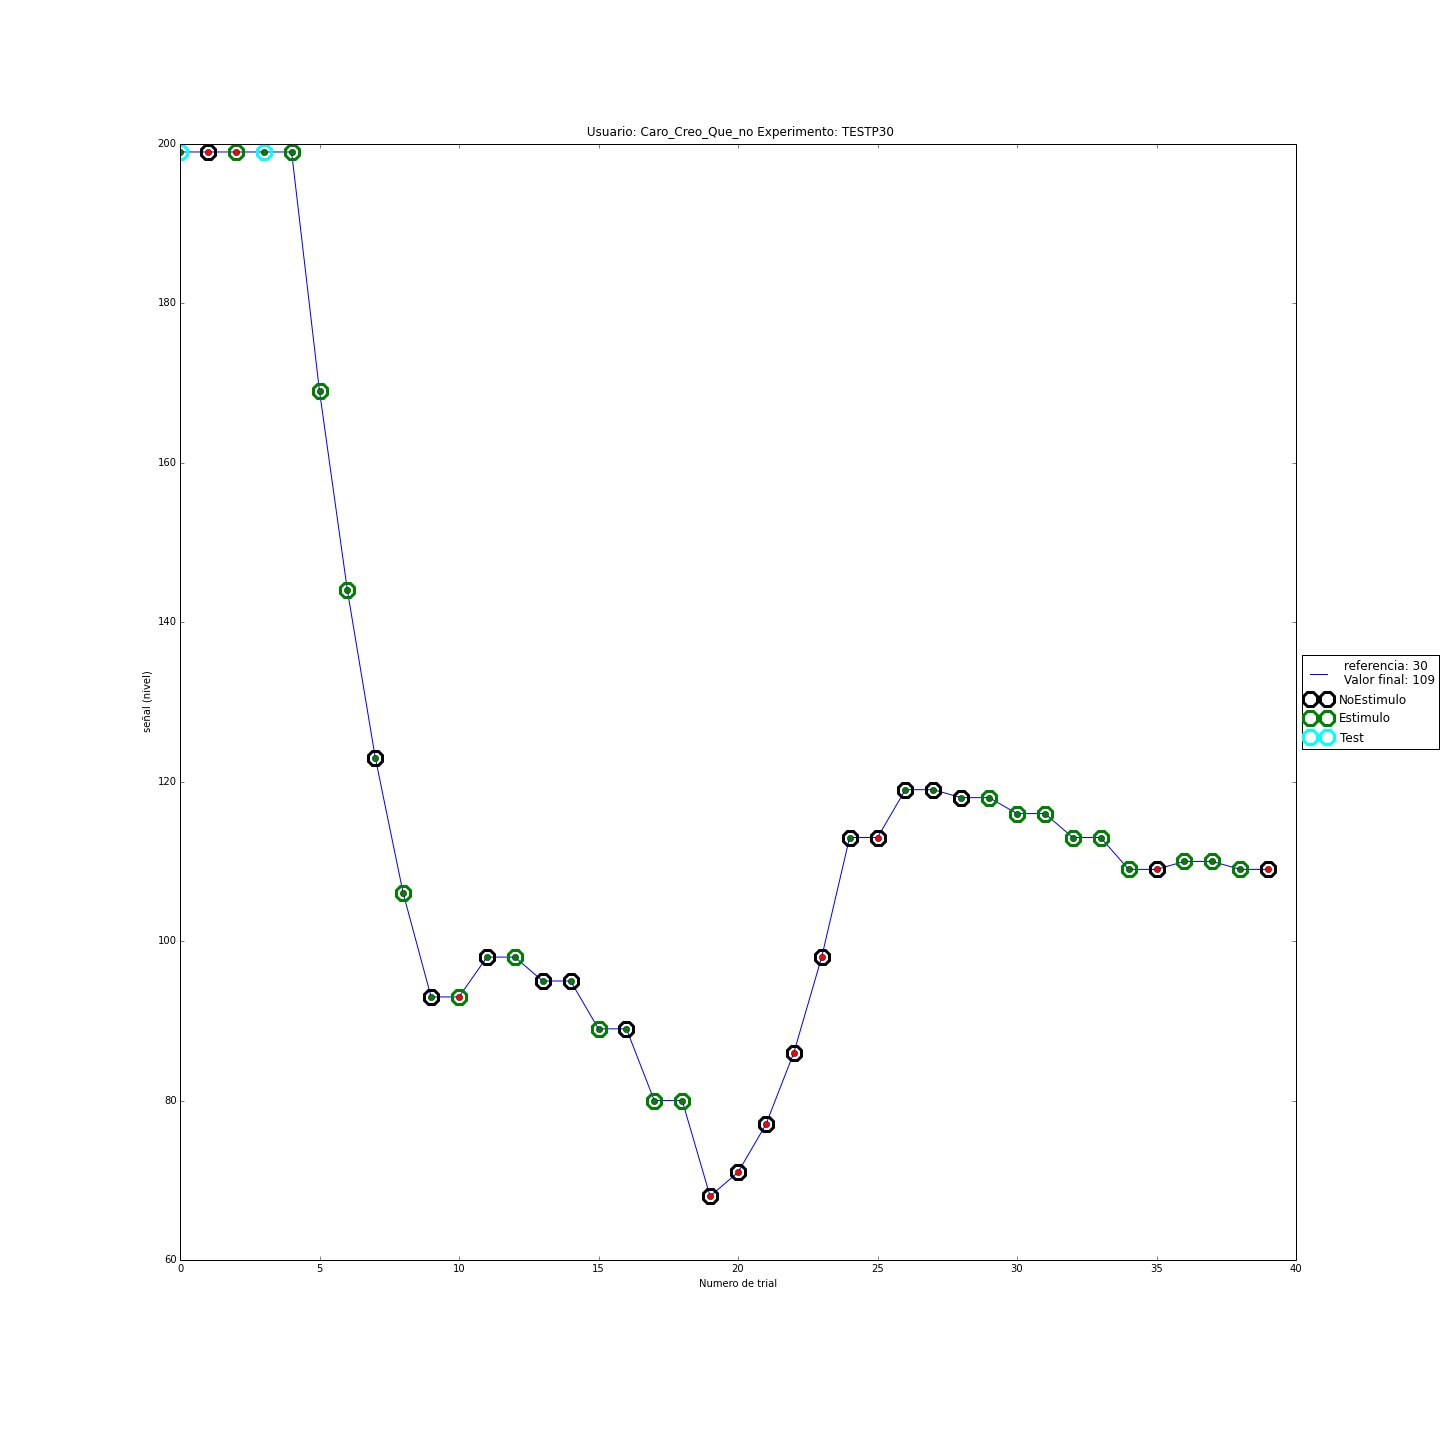 Usuario: Caro_Creo_Que_no Experimento: TESTP30
200
180
160
140
120
100
80
60
señal (nivel)
0 5 10 15 20 25 30 35 40
Numero de trial
referencia: 30
Valor final: 109
NoEstimulo
Estimulo
Test